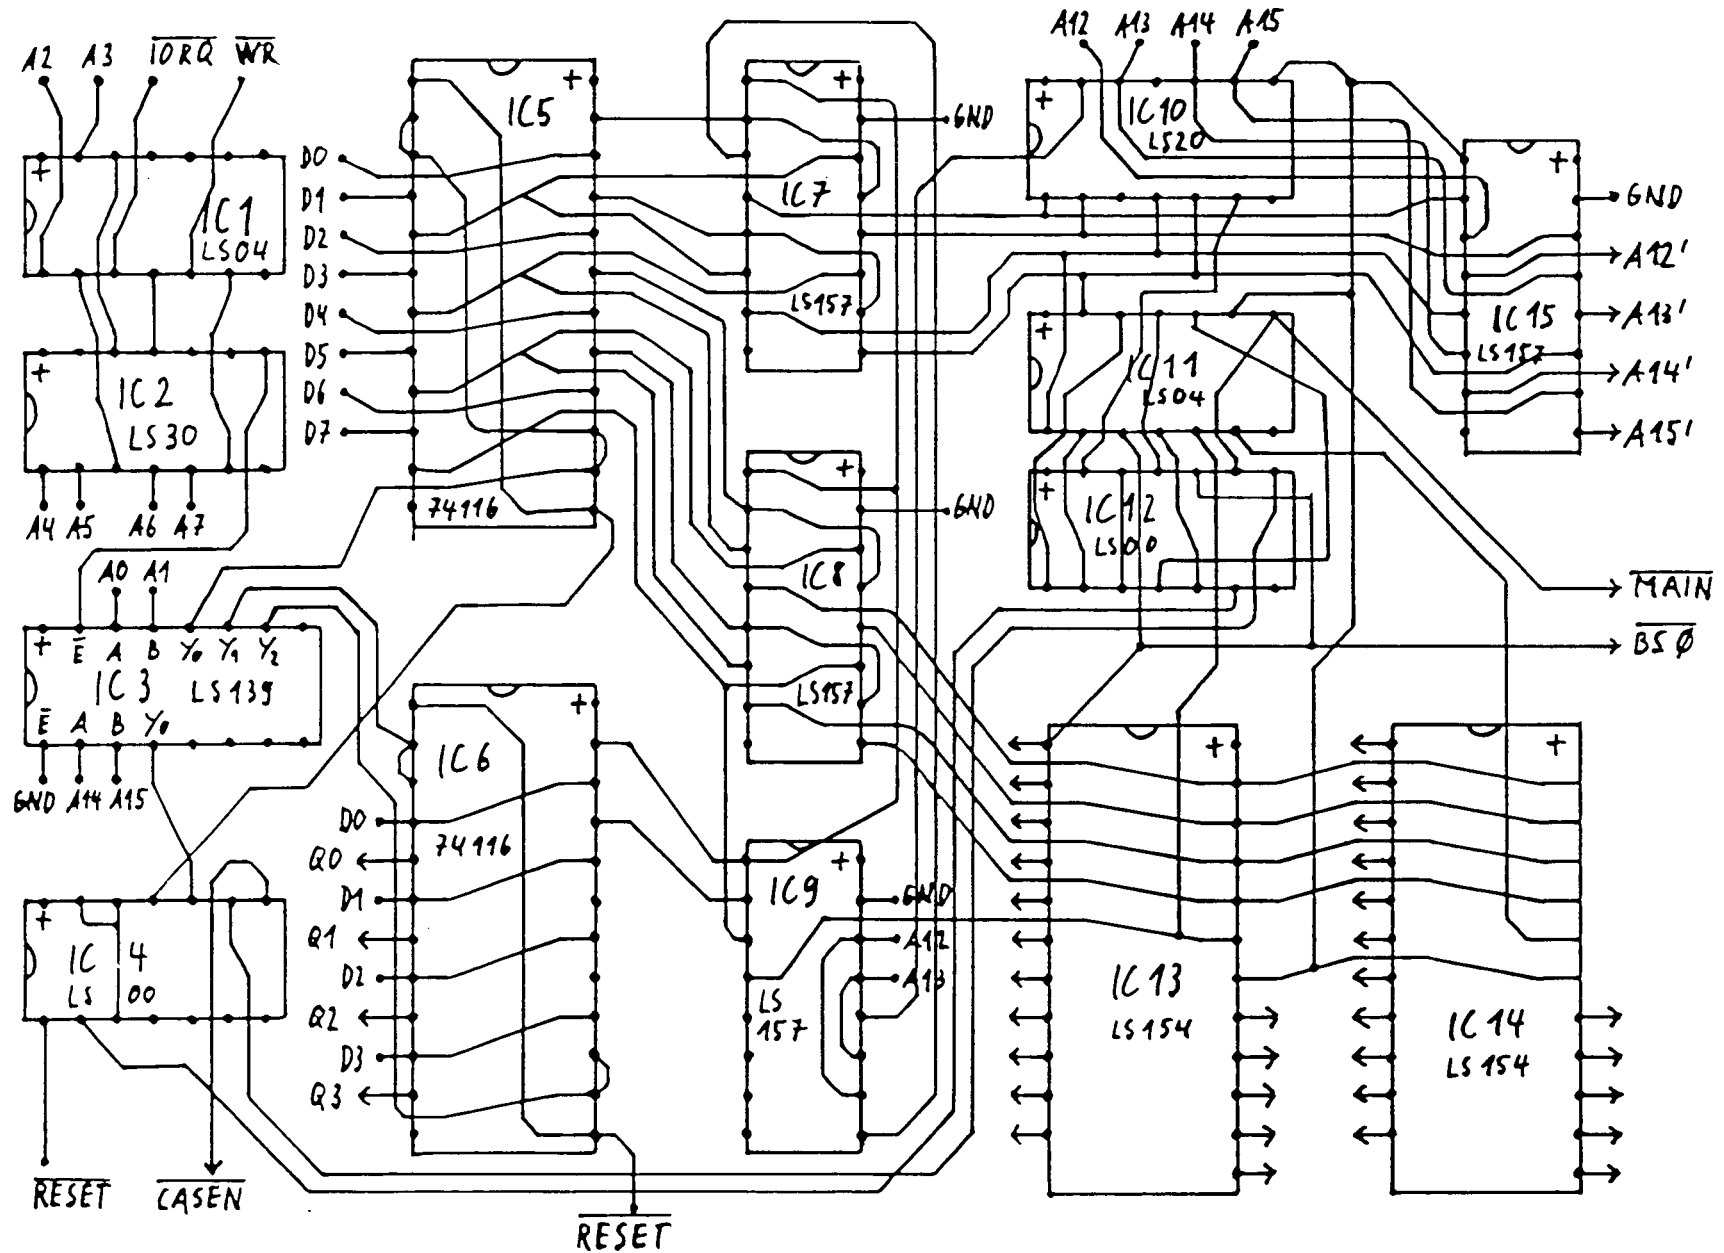 A2 A3 IORQ WR
A12 A13 A14 A15
+ IC1
LS04
+ IC2
LS30
A4 A5 A6 A7
A0 A1
+ E A B Y0 Y1 Y2
IC3 LS139
E A B Y0
GND A14 A15
+
IC 4
LS 00
RESET
CASEN
IC5 +
D0
D1
D2
D3
D4
D5
D6
D7
74116
IC6 +
D0
74116
Q0
D1
Q1
D2
Q2
D3
Q3
RESET
+ GND
IC7
LS157
+
GND
IC8
LS157
+
IC9
GND
A12
A13
LS
157
+ IC10
LS20
+ IC11
LS04
+ IC12
LS00
+
GND
A12'
IC15
A13'
LS157
A14'
A15'
MAIN
BSØ
+
IC13
LS154
+
IC14
LS154